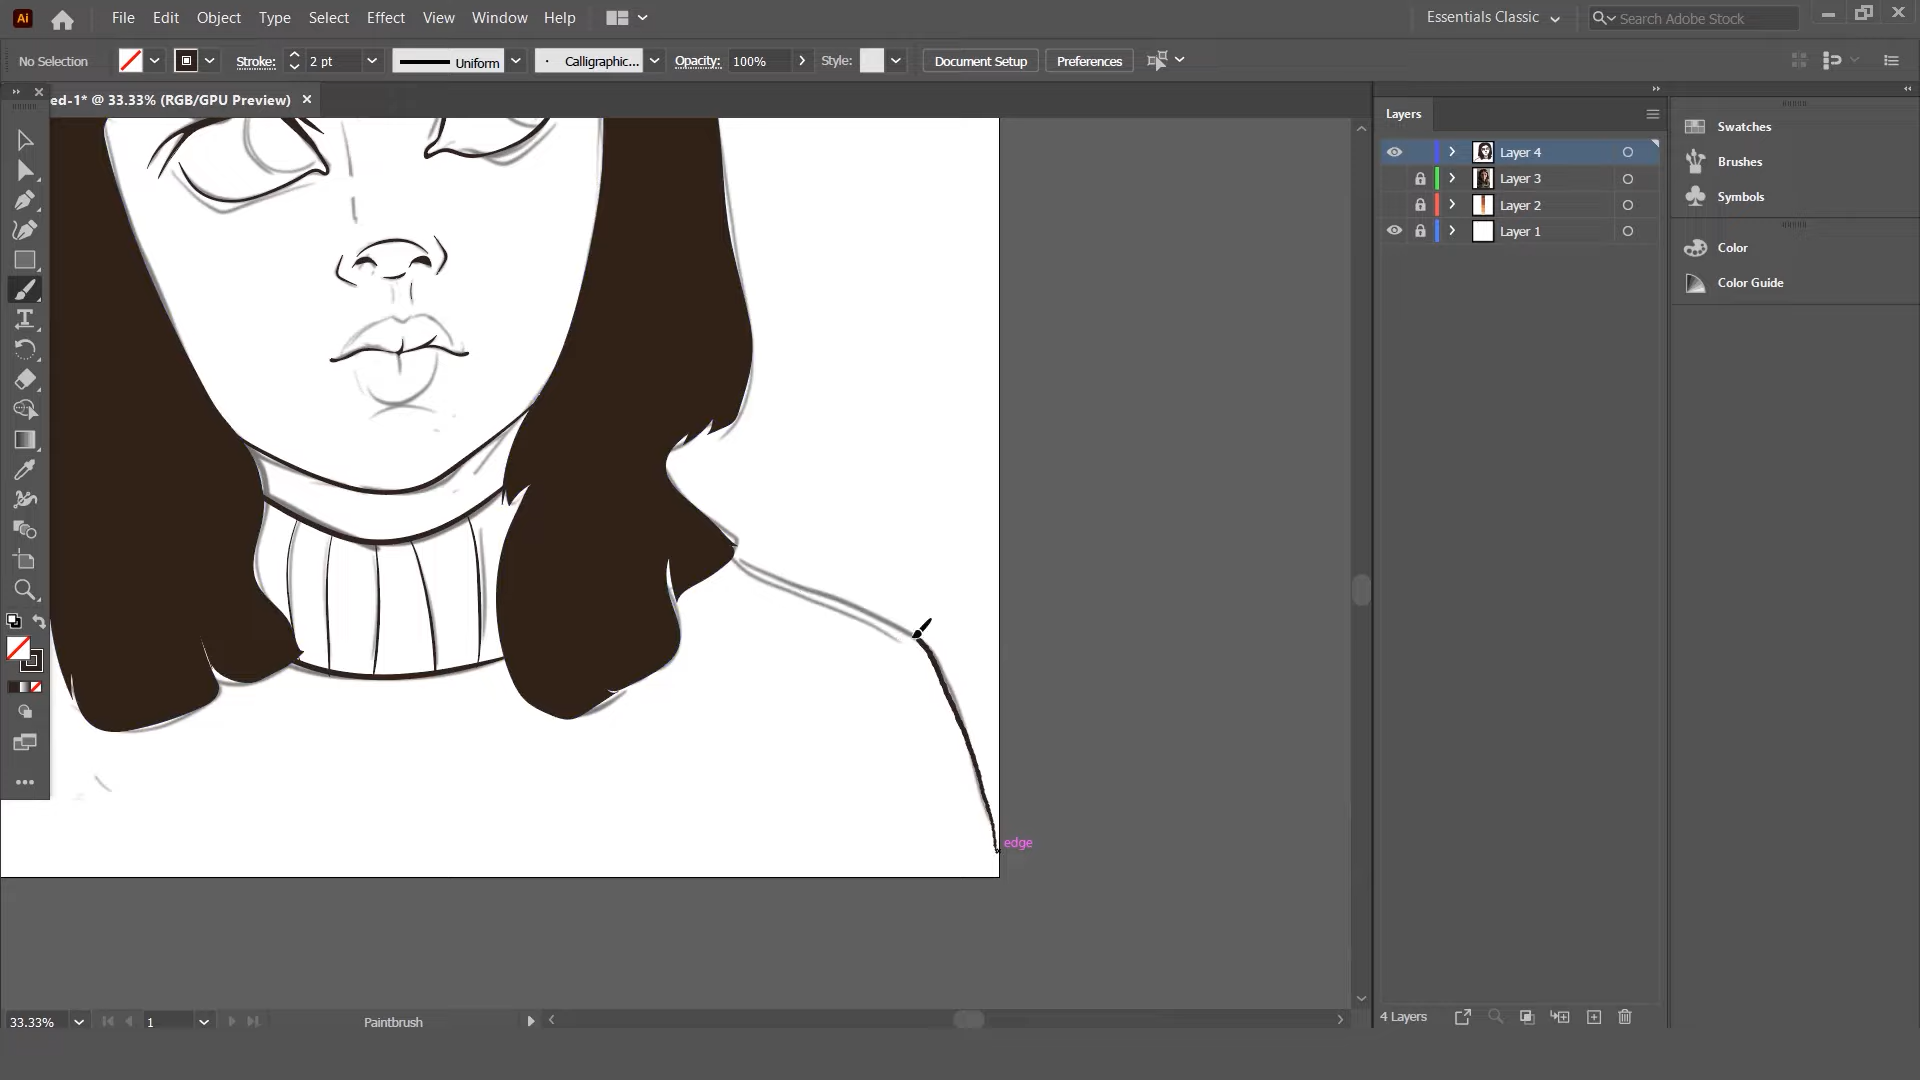 Ai File Edit Object Type Select Effect View Window Help Essentials Classic Search Adobe Stock
No Selection Stroke: 2 pt Uniform Calligraphic... Opacity: 100% Style: Document Setup Preferences
ed-1* @ 33.33% (RGB/GPU Preview)
Layers
Layer 4
Layer 3
Layer 2
Layer 1
Swatches
Brushes
Symbols
Color
Color Guide
edge
33.33% 1 Paintbrush 4 Layers